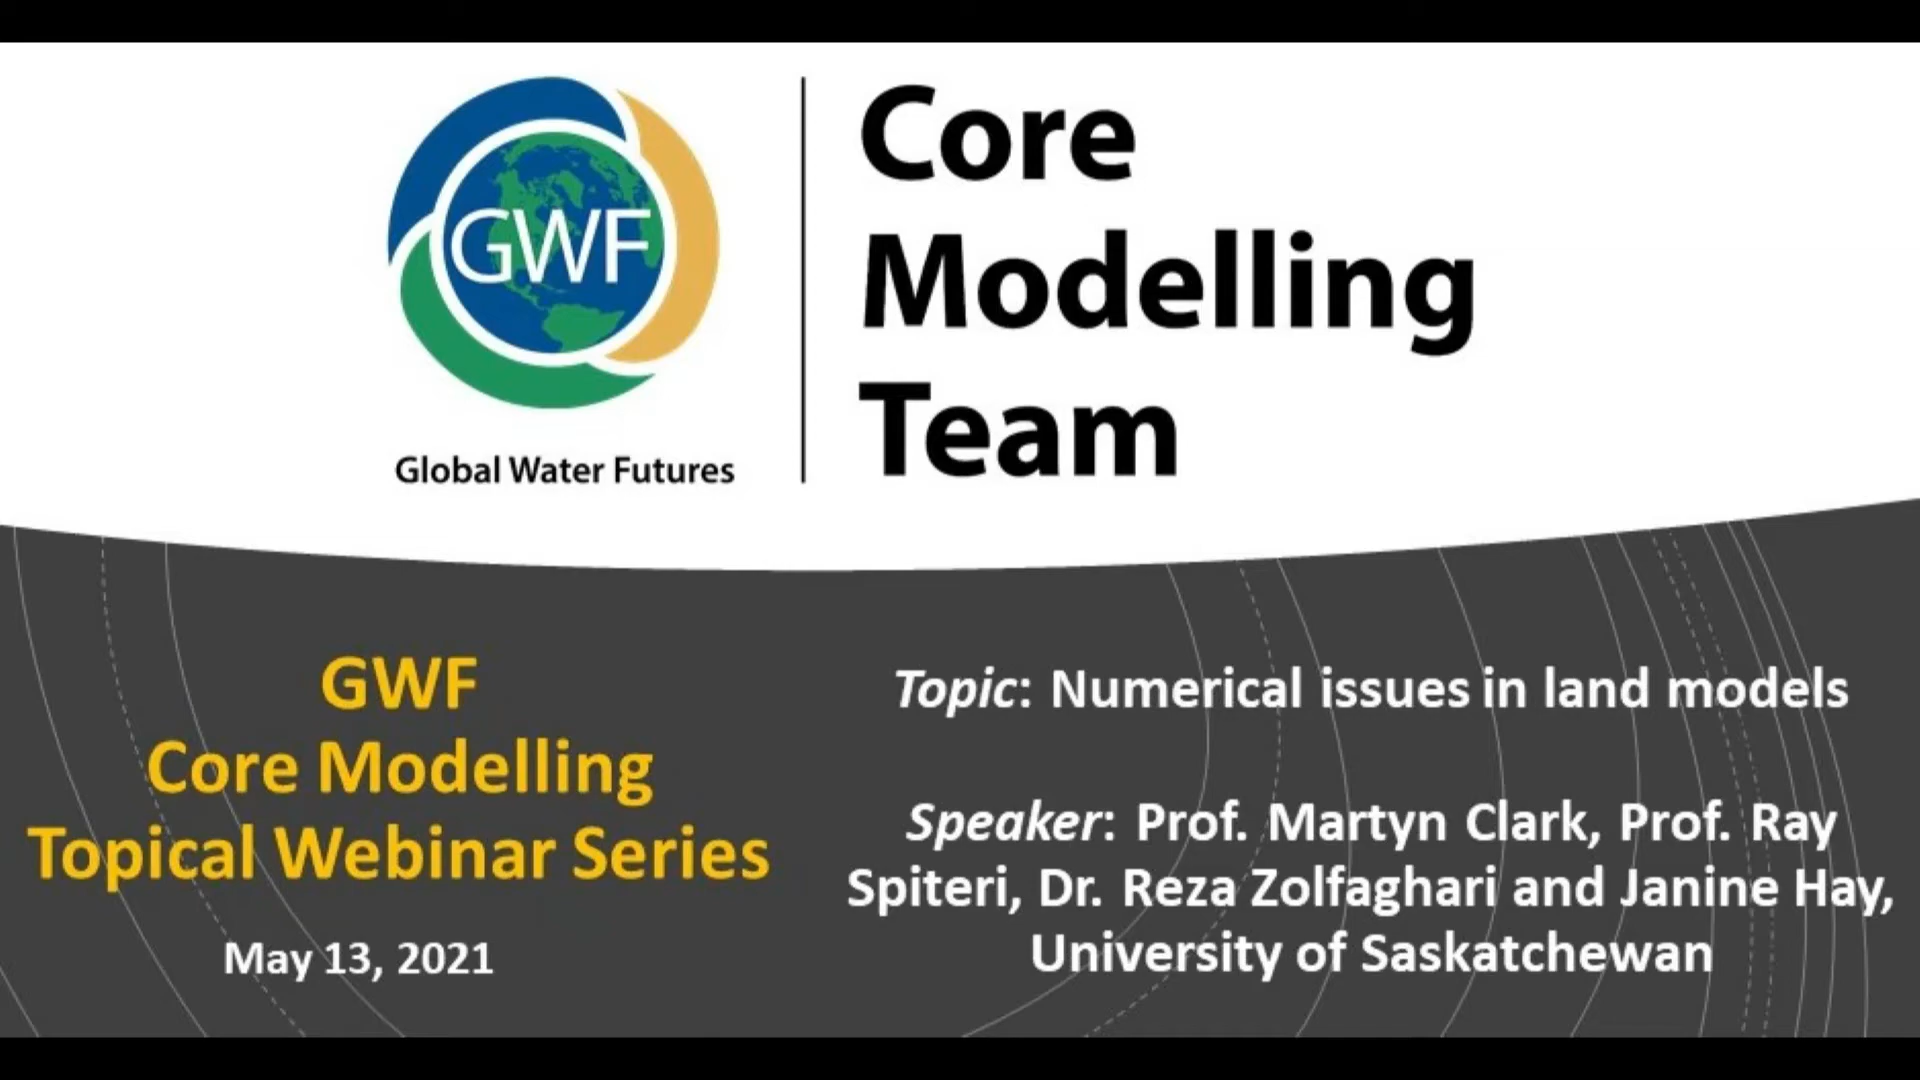 GWF
Global Water Futures
Core
Modelling
Team
GWF
Core Modelling
Topical Webinar Series
May 13, 2021
Topic: Numerical issues in land models
Speaker: Prof. Martyn Clark, Prof. Ray
Spiteri, Dr. Reza Zolfaghari and Janine Hay,
University of Saskatchewan